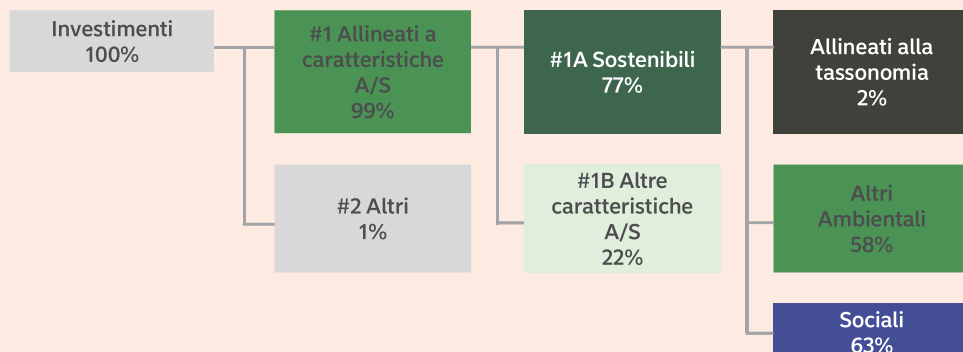 Investimenti
100%
#1 Allineati a
caratteristiche
A/S
99%
#1A Sostenibili
77%
Allineati alla
tassonomia
2%
#2 Altri
1%
#1B Altre
caratteristiche
A/S
22%
Altri
Ambientali
58%
Sociali
63%